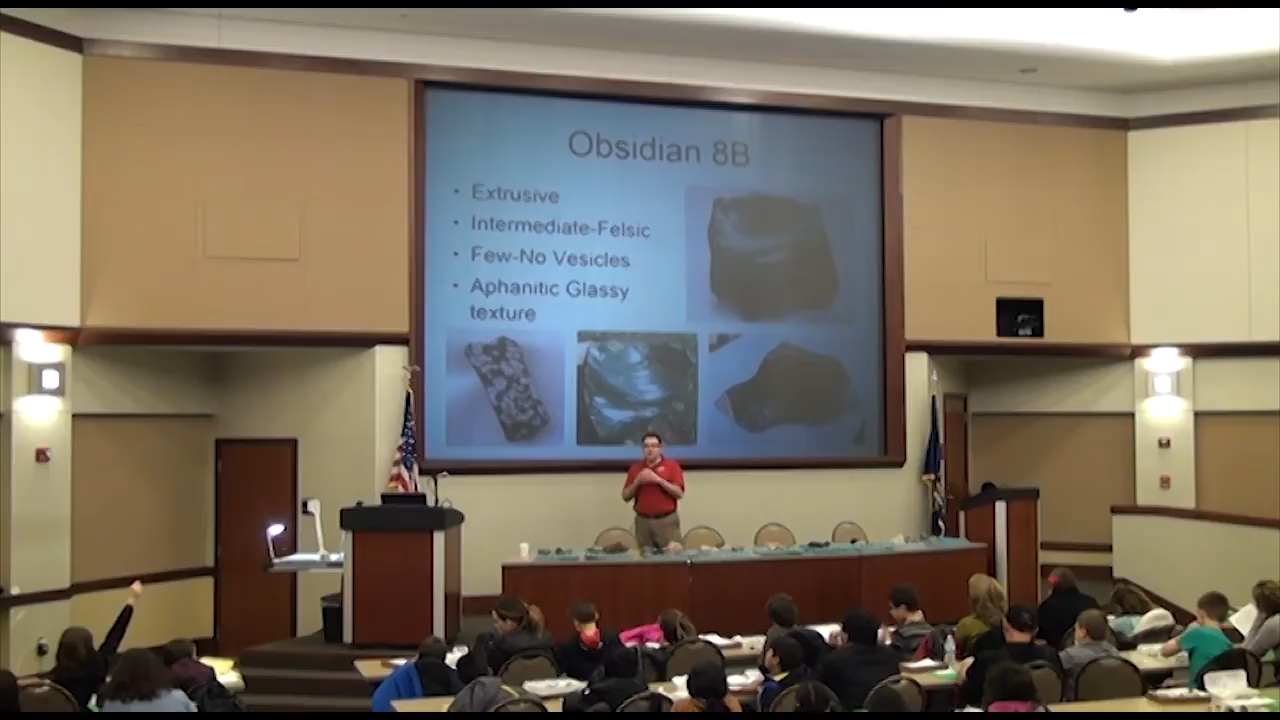 Obsidian 8B
• Extrusive
• Intermediate-Felsic
• Few-No Vesicles
• Aphanitic Glassy
texture